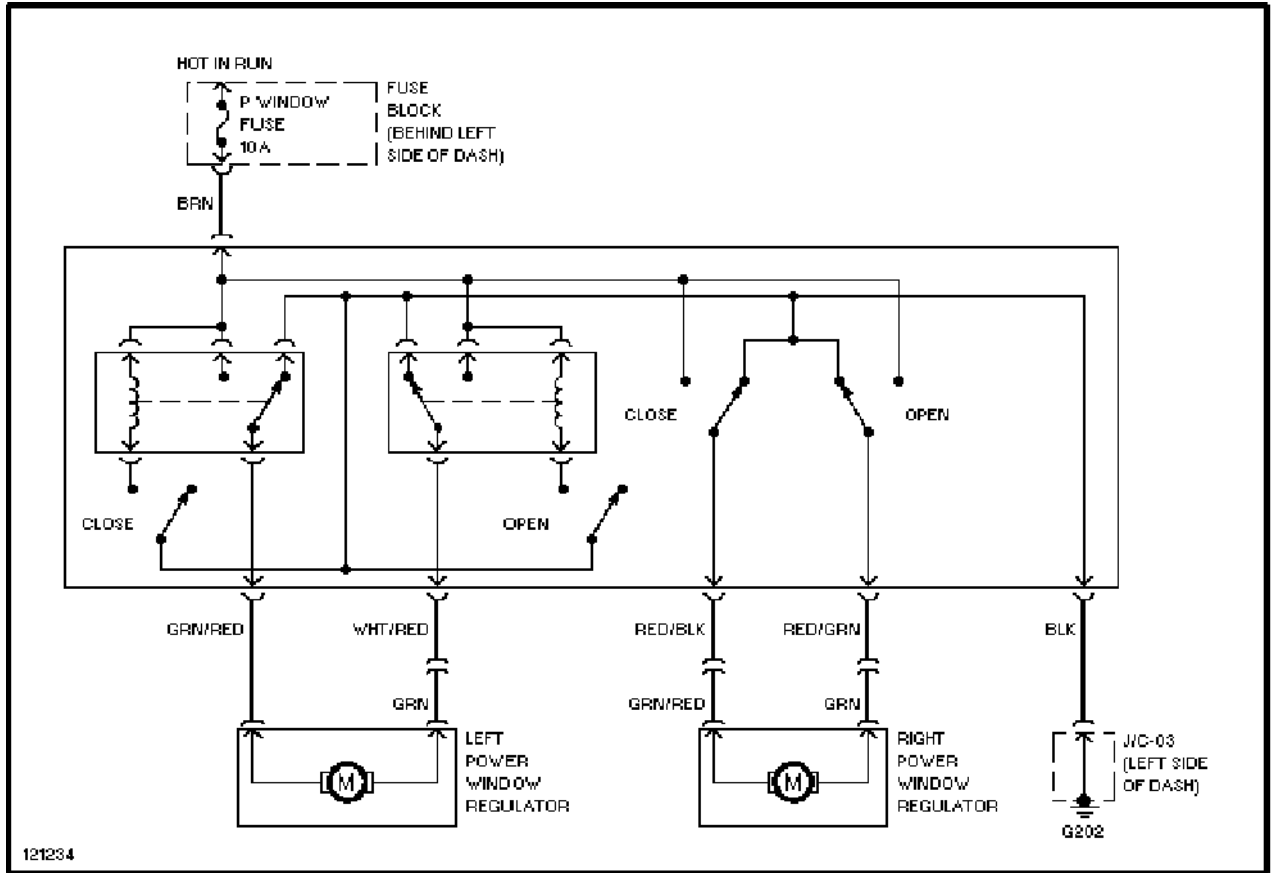 HOT IN RUN
P WINDOW
FUSE
10A
FUSE
BLOCK
(BEHIND LEFT
SIDE OF DASH)
BRN
CLOSE
OPEN
CLOSE
OPEN
GRN/RED
WHT/RED
RED/BLK
RED/GRN
BLK
GRN
GRN/RED
GRN
M
LEFT
POWER
WINDOW
REGULATOR
M
RIGHT
POWER
WINDOW
REGULATOR
J/C-03
(LEFT SIDE
OF DASH)
G202
121234